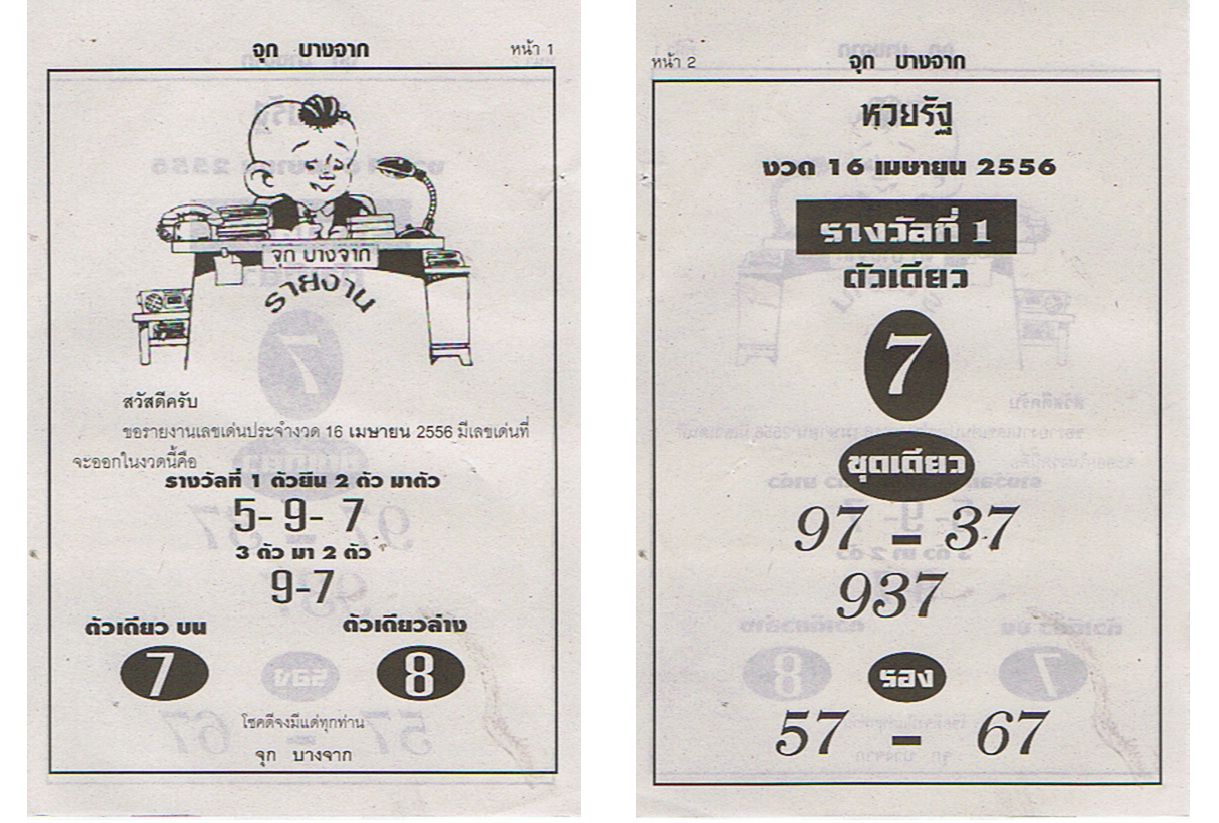 จุก บางจาก
หน้า 1
จุก บางจาก
รายงาน
สวัสดีครับ
ขอรายงานเลขเด่นประจำงวด 16 เมษายน 2556 มีเลขเด่นที่
จะออกในงวดนี้คือ
รางวัลที่ 1 ตัวยืน 2 ตัว มาตัว
5- 9- 7
3 ตัว มา 2 ตัว
9-7
ตัวเดียว บน
ตัวเดียวล่าง
7
8
โชคดีจงมีแด่ทุกท่าน
จุก บางจาก
หน้า 2
จุก บางจาก
หวยรัฐ
งวด 16 เมษายน 2556
รางวัลที่ 1
ตัวเดียว
7
ชุดเดียว
97 - 37
937
รอง
57 - 67